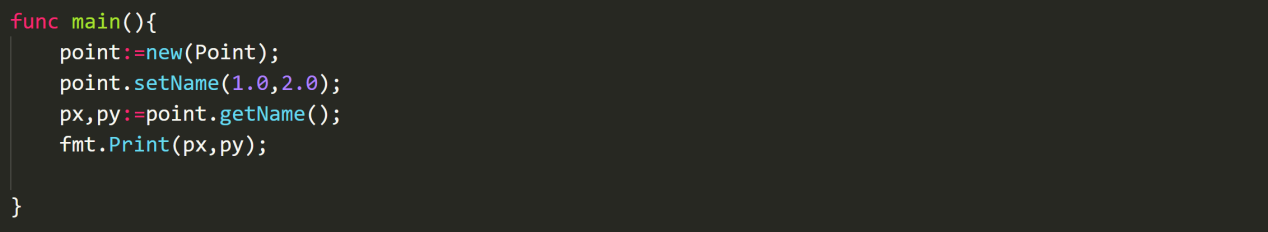 func main(){
    point:=new(Point);
    point.setName(1.0,2.0);
    px,py:=point.getName();
    fmt.Print(px,py);
}